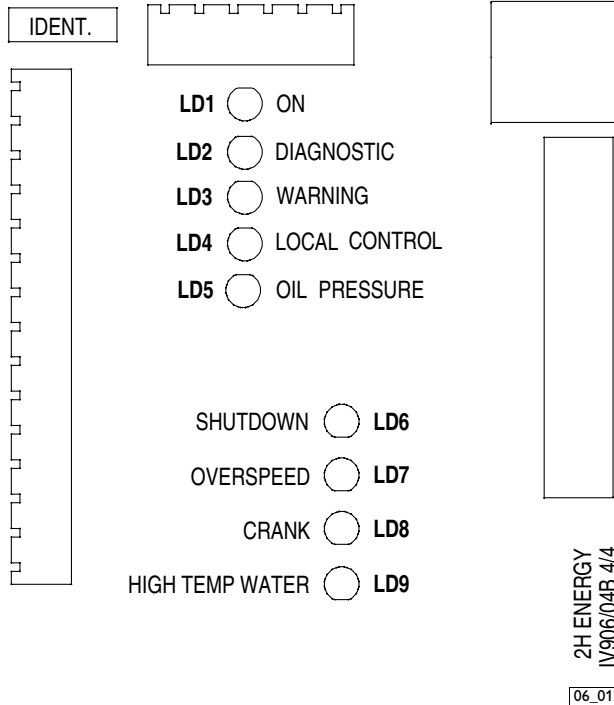 IDENT.
LD1 ON
LD2 DIAGNOSTIC
LD3 WARNING
LD4 LOCAL CONTROL
LD5 OIL PRESSURE
SHUTDOWN LD6
OVERSPEED LD7
CRANK LD8
HIGH TEMP WATER LD9
2H ENERGY
IV906/04B 4/4
06_01